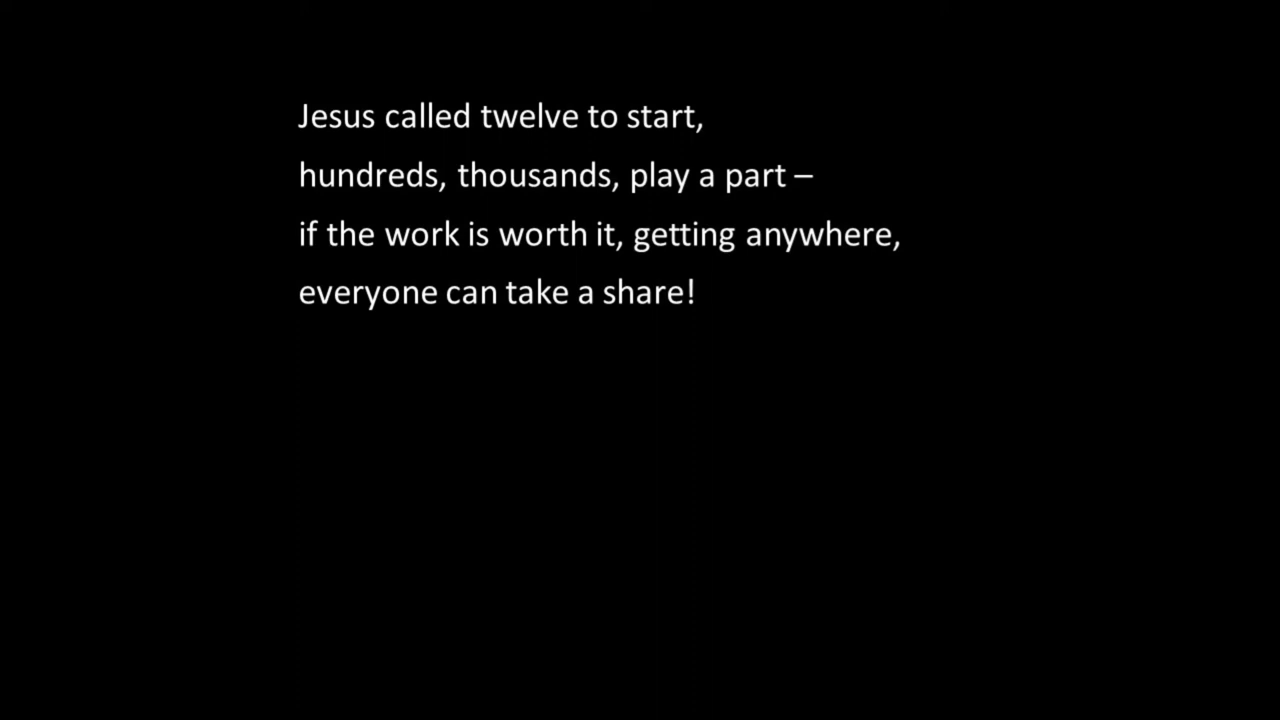 Jesus called twelve to start,
hundreds, thousands, play a part –
if the work is worth it, getting anywhere,
everyone can take a share!